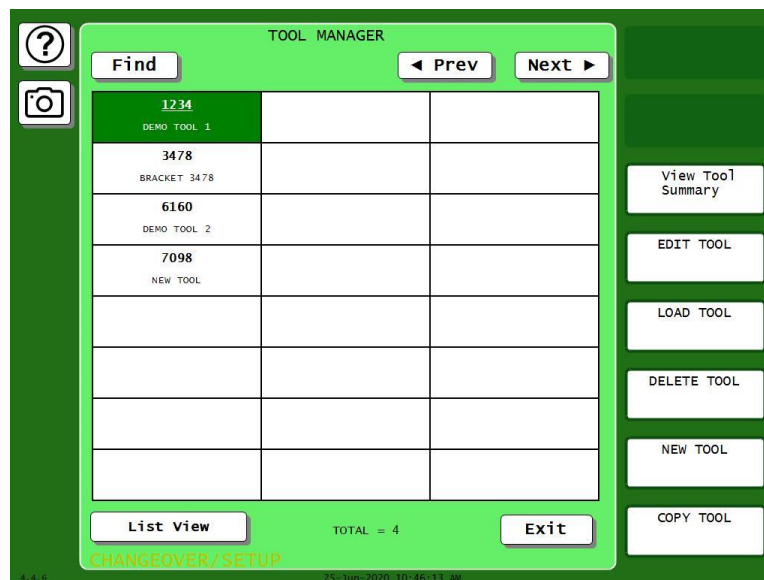 TOOL MANAGER
Find
◄ Prev
Next ►
1234
DEMO TOOL 1
3478
BRACKET 3478
6160
DEMO TOOL 2
7098
NEW TOOL
View Tool
Summary
EDIT TOOL
LOAD TOOL
DELETE TOOL
NEW TOOL
COPY TOOL
List View
TOTAL = 4
Exit
CHANGEOVER/SETUP
4.4.6
25-Jun-2020 10:46:13 AM